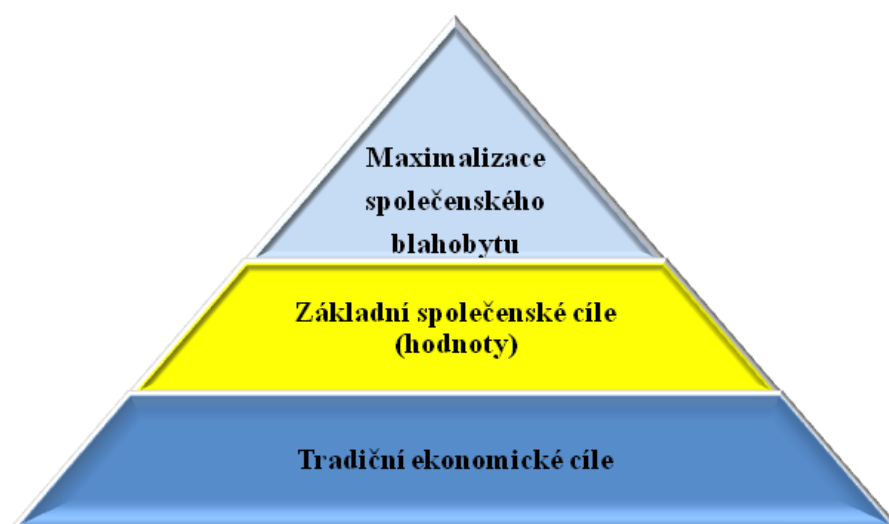 Maximalizace
společenského
blahobytu
Základní společenské cíle
(hodnoty)
Tradiční ekonomické cíle